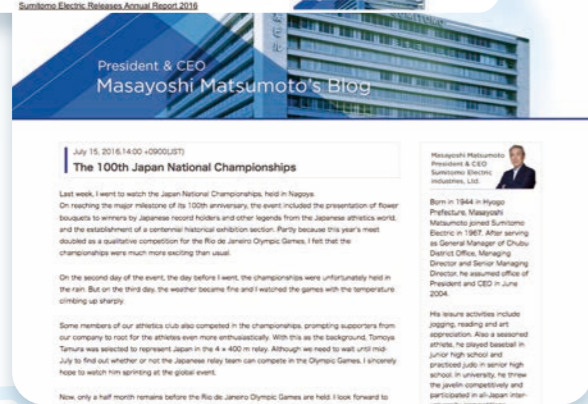 Sumitomo Electric Releases Annual Report 2016
President & CEO
Masayoshi Matsumoto's Blog
July 15, 2016,14:00 +0900(JST)
The 100th Japan National Championships
Last week, I went to watch the Japan National Championships, held in Nagoya.
On reaching the major milestone of its 100th anniversary, the event included the presentation of flower
bouquets to winners by Japanese record holders and other legends from the Japanese athletics world,
and the establishment of a centennial historical exhibition section. Partly because this year's meet
doubled as a qualitative competition for the Rio de Janeiro Olympic Games, I felt that the
championships were much more exciting than usual.
On the second day of the event, the day before I went, the championships were unfortunately held in
the rain. But on the third day, the weather became fine and I watched the games with the temperature
climbing up sharply.
Some members of our athletics club also competed in the championships, prompting supporters from
our company to root for the athletes even more enthusiastically. With this as the background, Tomoya
Tamura was selected to represent Japan in the 4 × 400 m relay. Although we need to wait until mid-
July to find out whether or not the Japanese relay team can compete in the Olympic Games, I sincerely
hope to watch him sprinting at the global event.
Now, only a half month remains before the Rio de Janeiro Olympic Games are held. I look forward to
Masayoshi Matsumoto
President & CEO
Sumitomo Electric
Industries, Ltd.
Born in 1944 in Hyogo
Prefecture, Masayoshi
Matsumoto joined Sumitomo
Electric in 1967. After serving
as General Manager of Chubu
District Office, Managing
Director and Senior Managing
Director, he assumed office of
President and CEO in June
2004.
His leisure activities include
jogging, reading and art
appreciation. Also a seasoned
athlete, he played baseball in
junior high school and
practiced judo in senior high
school. In university, he threw
the javelin competitively and
participated in all-Japan inter-